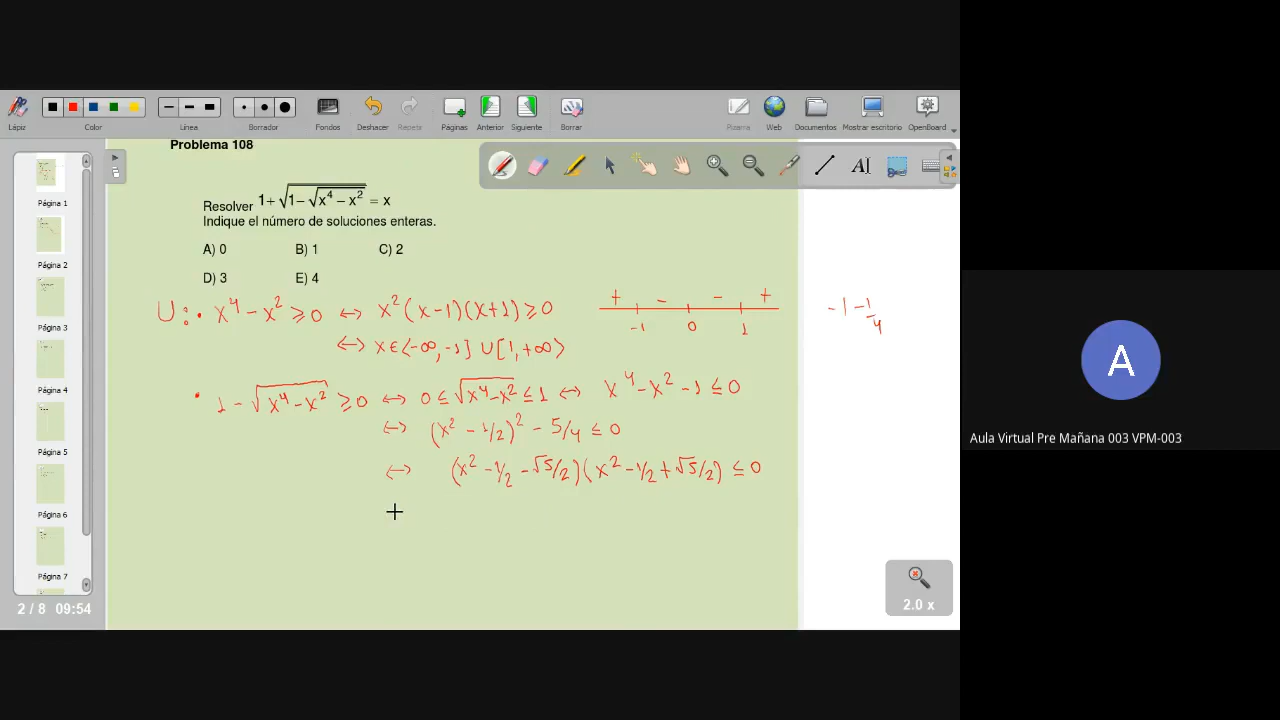 Lápiz Color Línea Borrador Fondos Deshacer Repetir Páginas Anterior Siguiente Borrar Pizarra Web Documentos Mostrar escritorio OpenBoard
Problema 108
Resolver 1+√(1−√(x⁴ − x²)) = x
Indique el número de soluciones enteras.
A) 0 B) 1 C) 2
D) 3 E) 4
U: • x⁴ − x² ≥ 0 ↔ x²(x−1)(x+1) ≥ 0
+ − − +
-1 0 1
-1 -1/4
↔ x ∈ ⟨-∞, -1] ∪ [1, +∞⟩
• 1 − √(x⁴−x²) ≥ 0 ↔ 0 ≤ √(x⁴−x²) ≤ 1 ↔ x⁴−x²−1 ≤ 0
↔ (x² − 1/2)² − 5/4 ≤ 0
↔ (x² − 1/2 − √5/2)(x² − 1/2 + √5/2) ≤ 0
Página 1
Página 2
Página 3
Página 4
Página 5
Página 6
Página 7
2 / 8 09:54
2.0 x
A
Aula Virtual Pre Mañana 003 VPM-003